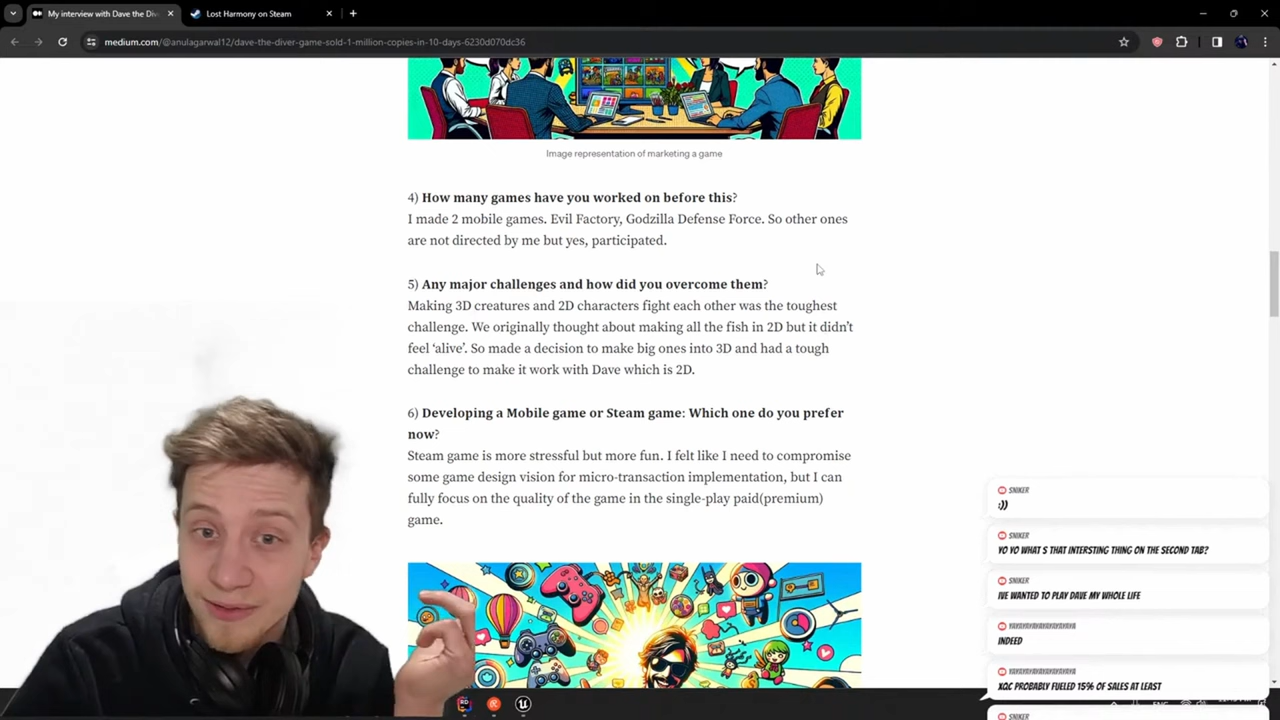 My interview with Dave the Div
Lost Harmony on Steam
medium.com/@anulagarwal12/dave-the-diver-game-sold-1-million-copies-in-10-days-6230d070dc36
Image representation of marketing a game
4) How many games have you worked on before this?
I made 2 mobile games. Evil Factory, Godzilla Defense Force. So other ones
are not directed by me but yes, participated.
5) Any major challenges and how did you overcome them?
Making 3D creatures and 2D characters fight each other was the toughest
challenge. We originally thought about making all the fish in 2D but it didn’t
feel ‘alive’. So made a decision to make big ones into 3D and had a tough
challenge to make it work with Dave which is 2D.
6) Developing a Mobile game or Steam game: Which one do you prefer
now?
Steam game is more stressful but more fun. I felt like I need to compromise
some game design vision for micro-transaction implementation, but I can
fully focus on the quality of the game in the single-play paid(premium)
game.
SNIKER
:))
SNIKER
YO YO WHAT S THAT INTERSTING THING ON THE SECOND TAB?
SNIKER
IVE WANTED TO PLAY DAVE MY WHOLE LIFE
INDEED
XQC PROBABLY FUELED 15% OF SALES AT LEAST
SNIKER
ENG